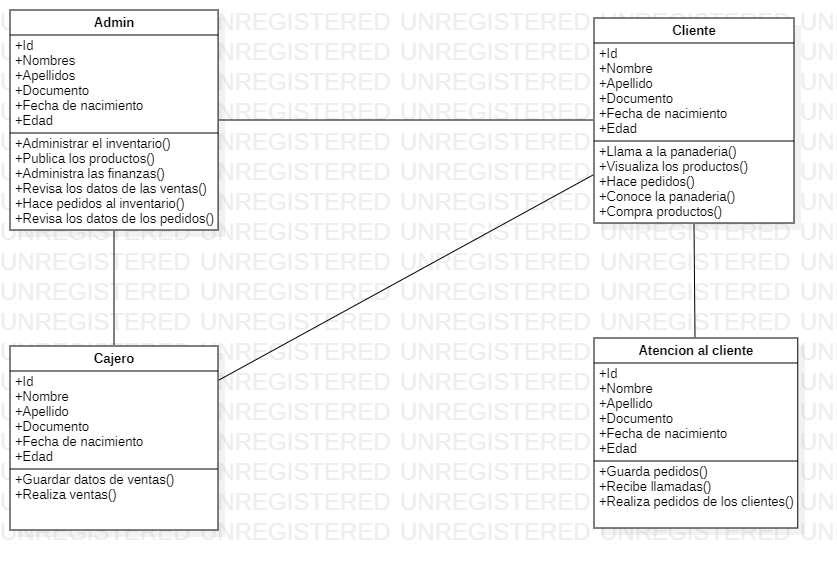 Admin
+Id
+Nombres
+Apellidos
+Documento
+Fecha de nacimiento
+Edad
+Administrar el inventario()
+Publica los productos()
+Administra las finanzas()
+Revisa los datos de las ventas()
+Hace pedidos al inventario()
+Revisa los datos de los pedidos()
Cliente
+Id
+Nombre
+Apellido
+Documento
+Fecha de nacimiento
+Edad
+Llama a la panaderia()
+Visualiza los productos()
+Hace pedidos()
+Conoce la panaderia()
+Compra productos()
Cajero
+Id
+Nombre
+Apellido
+Documento
+Fecha de nacimiento
+Edad
+Guardar datos de ventas()
+Realiza ventas()
Atencion al cliente
+Id
+Nombre
+Apellido
+Documento
+Fecha de nacimiento
+Edad
+Guarda pedidos()
+Recibe llamadas()
+Realiza pedidos de los clientes()
UNREGISTERED